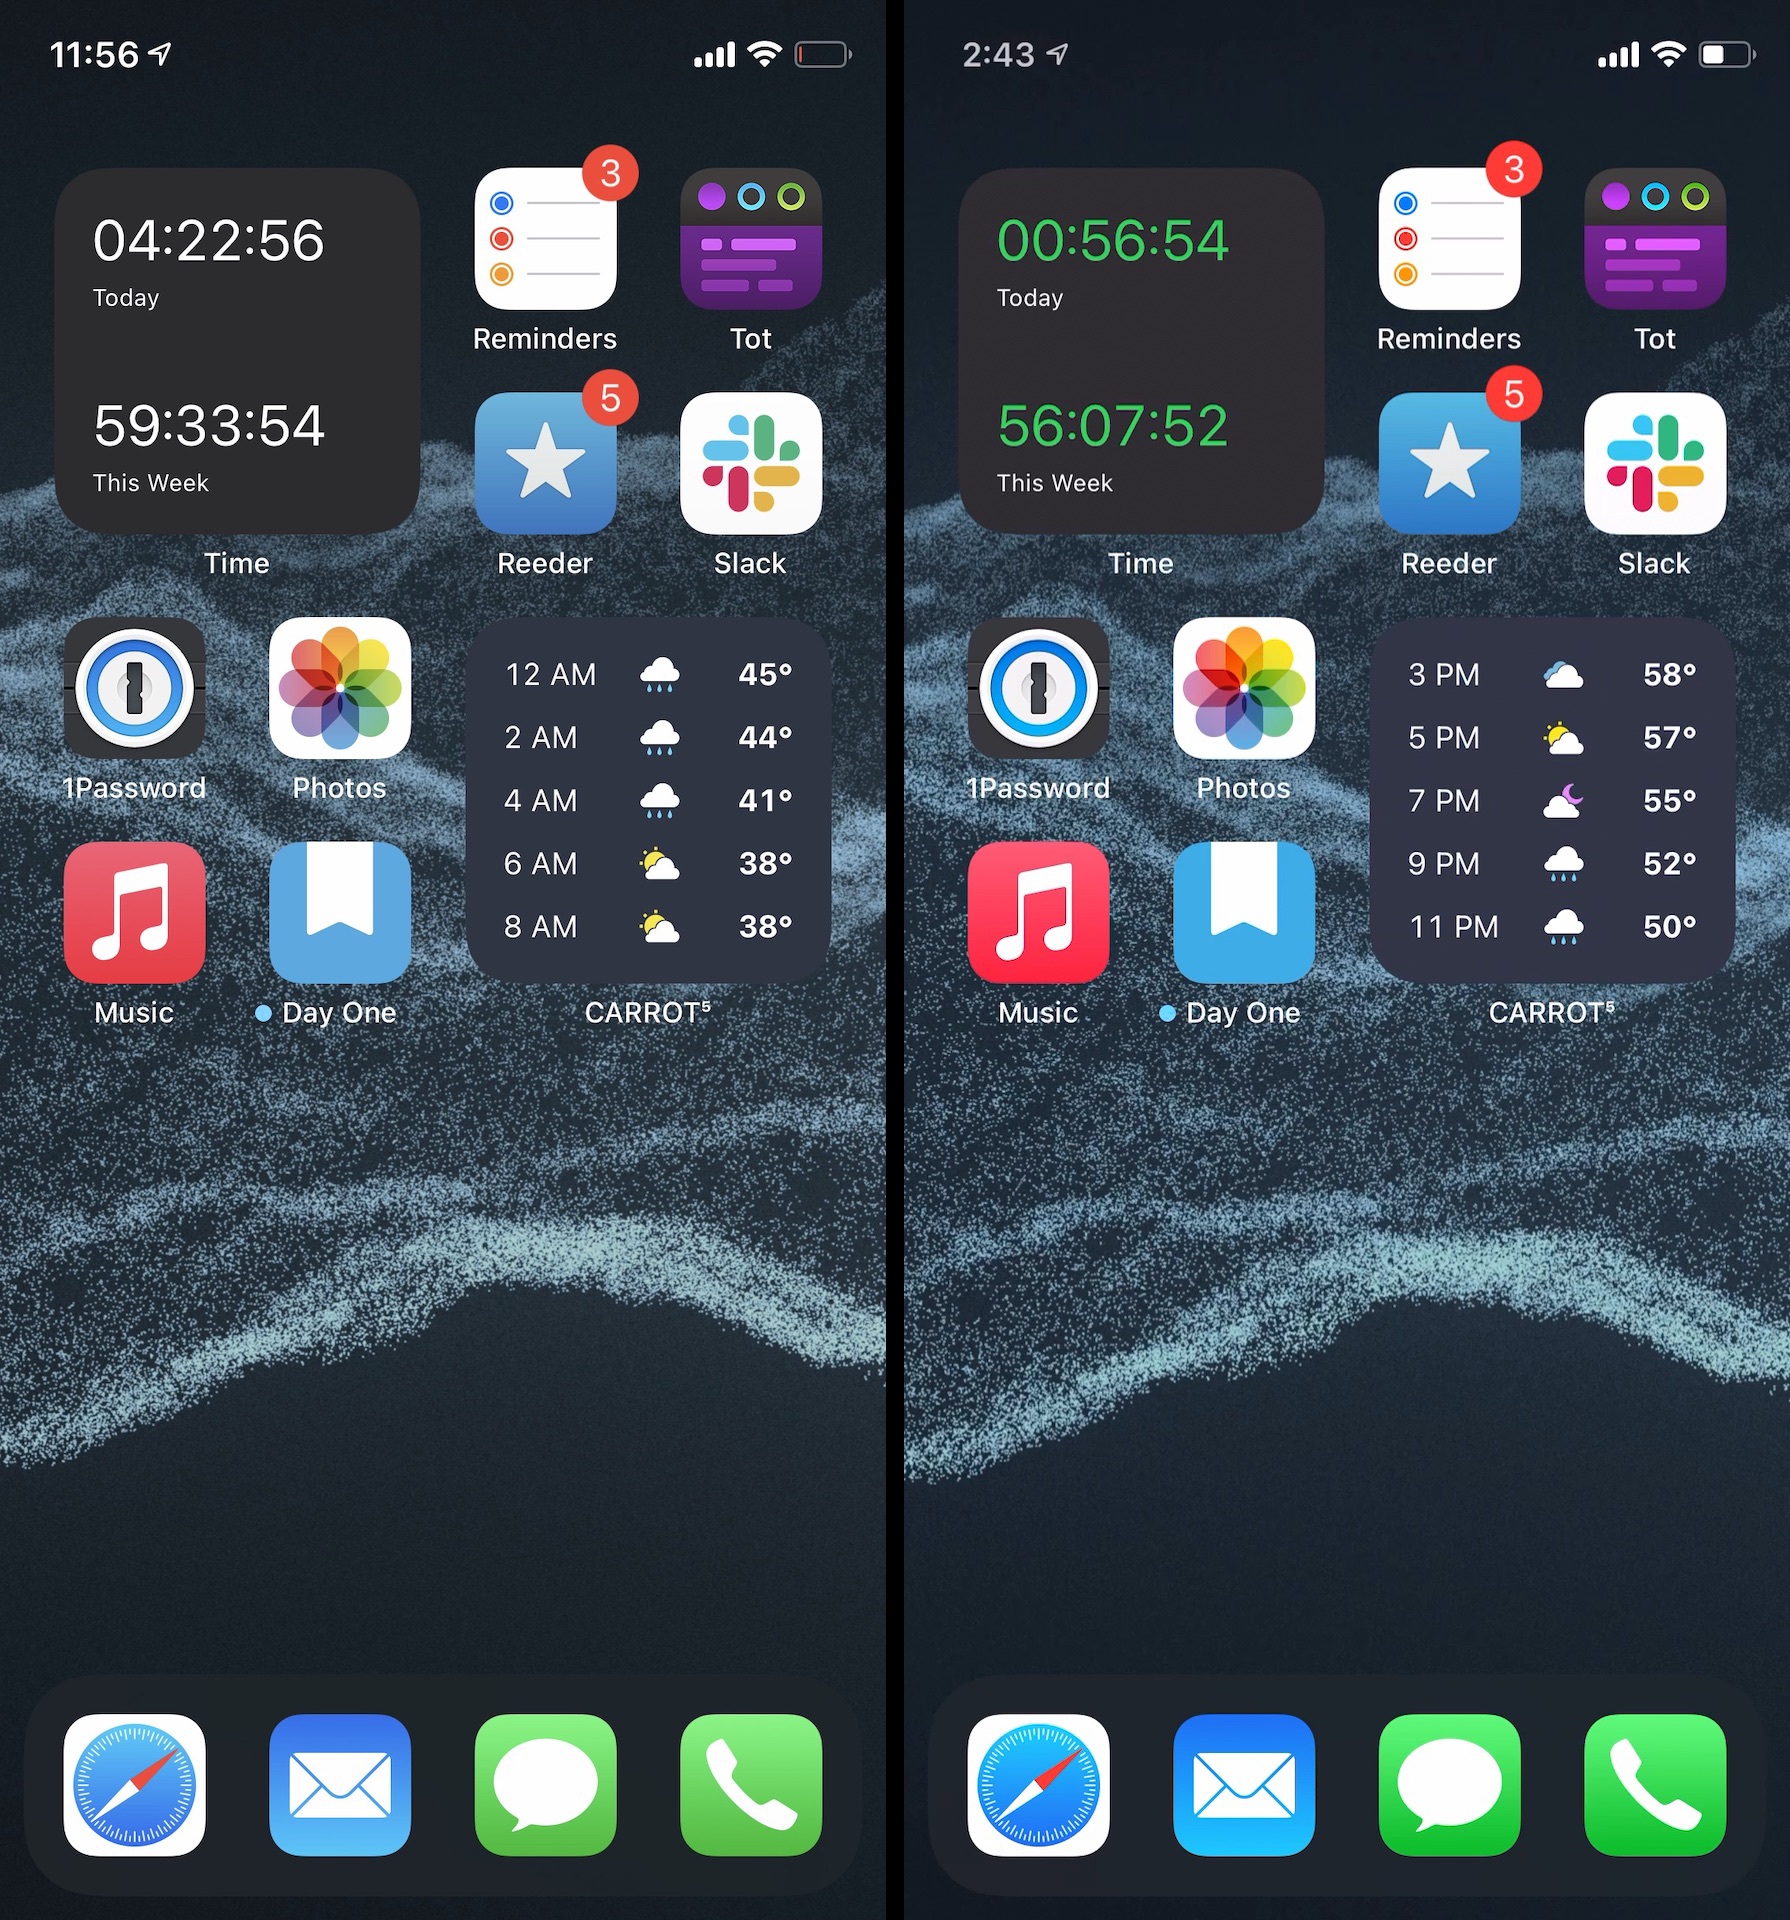 11:56
04:22:56
Today
59:33:54
This Week
Time
3
Reminders
Tot
5
Reeder
Slack
1Password
Photos
12 AM 45°
2 AM 44°
4 AM 41°
6 AM 38°
8 AM 38°
Music
Day One
CARROT⁵
2:43
00:56:54
Today
56:07:52
This Week
Time
3
Reminders
Tot
5
Reeder
Slack
1Password
Photos
3 PM 58°
5 PM 57°
7 PM 55°
9 PM 52°
11 PM 50°
Music
Day One
CARROT⁵